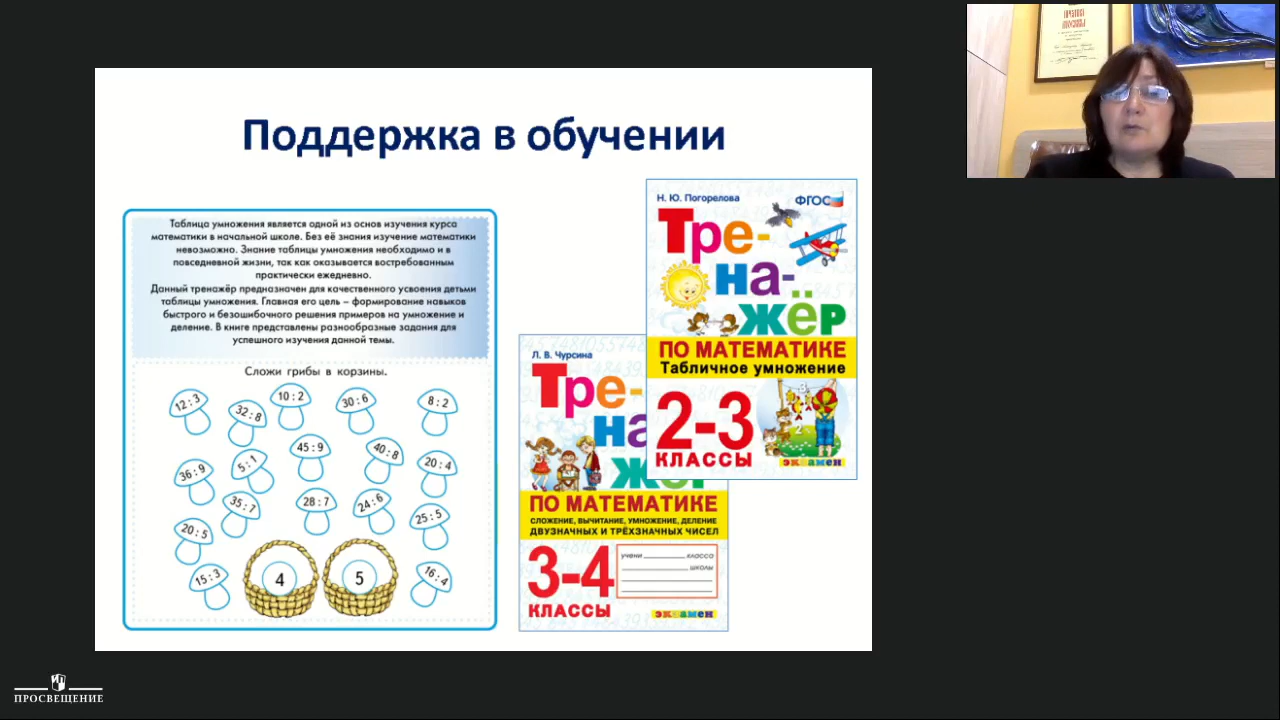 Поддержка в обучении
Таблица умножения является одной из основ изучения курса
математики в начальной школе. Без её знания изучение математики
невозможно. Знание таблицы умножения необходимо и в
повседневной жизни, так как оказывается востребованным
практически ежедневно.
Данный тренажёр предназначен для качественного усвоения детьми
таблицы умножения. Главная его цель – формирование навыков
быстрого и безошибочного решения примеров на умножение и
деление. В книге представлены разнообразные задания для
успешного изучения данной темы.
Сложи грибы в корзины.
12 : 3
32 : 8
10 : 2
30 : 6
8 : 2
36 : 9
5 : 1
45 : 9
40 : 8
20 : 4
35 : 7
28 : 7
24 : 6
25 : 5
20 : 5
15 : 3
4
5
16 : 4
Н. Ю. Погорелова
ФГОС
Тре-
на-
жёр
ПО МАТЕМАТИКЕ
Табличное умножение
2-3
КЛАССЫ
экзамен
Л. В. Чурсина
Тре-
на
жёр
ПО МАТЕМАТИКЕ
СЛОЖЕНИЕ, ВЫЧИТАНИЕ, УМНОЖЕНИЕ, ДЕЛЕНИЕ
ДВУЗНАЧНЫХ И ТРЁХЗНАЧНЫХ ЧИСЕЛ
3-4
КЛАССЫ
учени класса
школы
экзамен
ПРОСВЕЩЕНИЕ